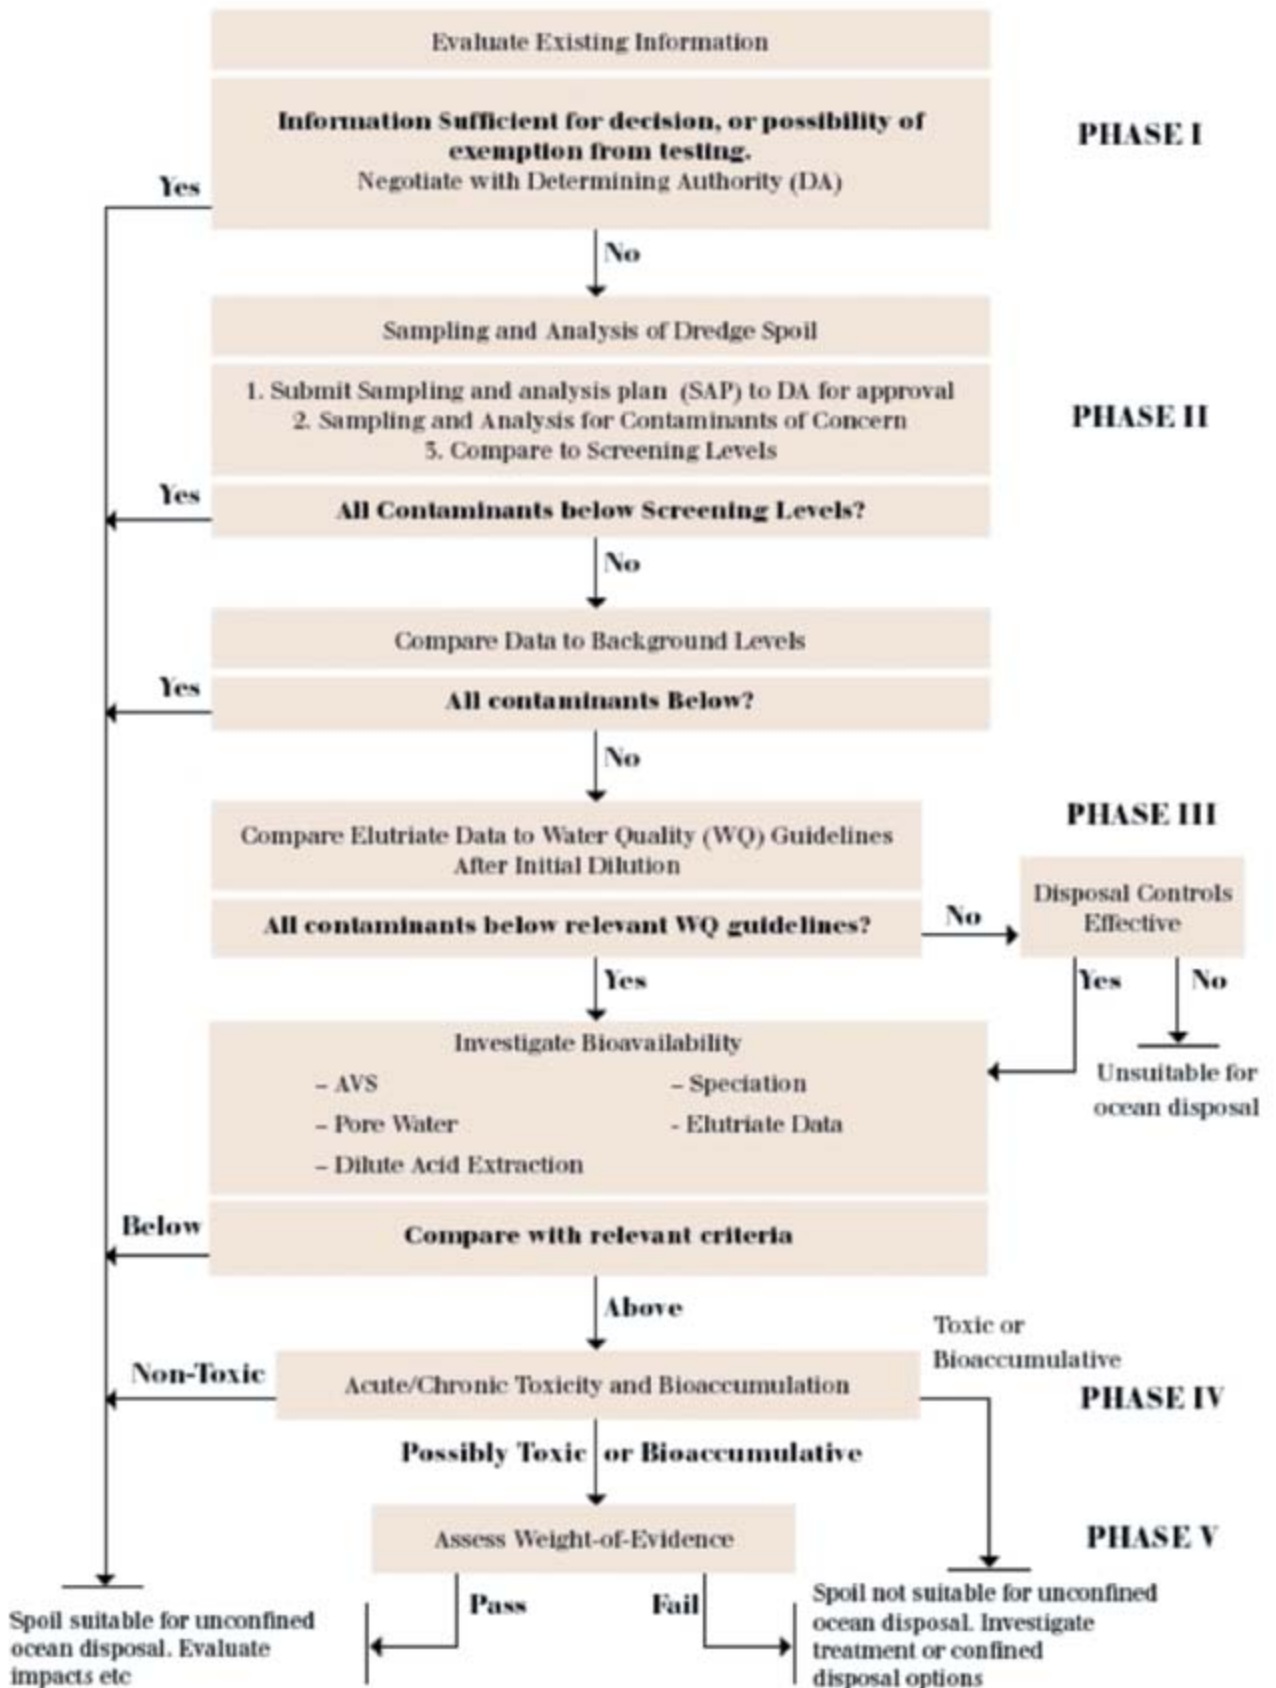 Evaluate Existing Information
Information Sufficient for decision, or possibility of
exemption from testing.
Negotiate with Determining Authority (DA)
PHASE I
Yes
No
Sampling and Analysis of Dredge Spoil
1. Submit Sampling and analysis plan (SAP) to DA for approval
2. Sampling and Analysis for Contaminants of Concern
3. Compare to Screening Levels
PHASE II
Yes
All Contaminants below Screening Levels?
No
Compare Data to Background Levels
Yes
All contaminants Below?
No
PHASE III
Compare Elutriate Data to Water Quality (WQ) Guidelines
After Initial Dilution
All contaminants below relevant WQ guidelines?
No
Disposal Controls
Effective
Yes
Yes
No
Unsuitable for
ocean disposal
Investigate Bioavailability
– AVS
– Speciation
– Pore Water
- Elutriate Data
– Dilute Acid Extraction
Below
Compare with relevant criteria
Above
Toxic or
Bioaccumulative
Non-Toxic
Acute/Chronic Toxicity and Bioaccumulation
PHASE IV
Possibly Toxic or Bioaccumulative
Assess Weight-of-Evidence
PHASE V
Pass
Fail
Spoil suitable for unconfined
ocean disposal. Evaluate
impacts etc
Spoil not suitable for unconfined
ocean disposal. Investigate
treatment or confined
disposal options